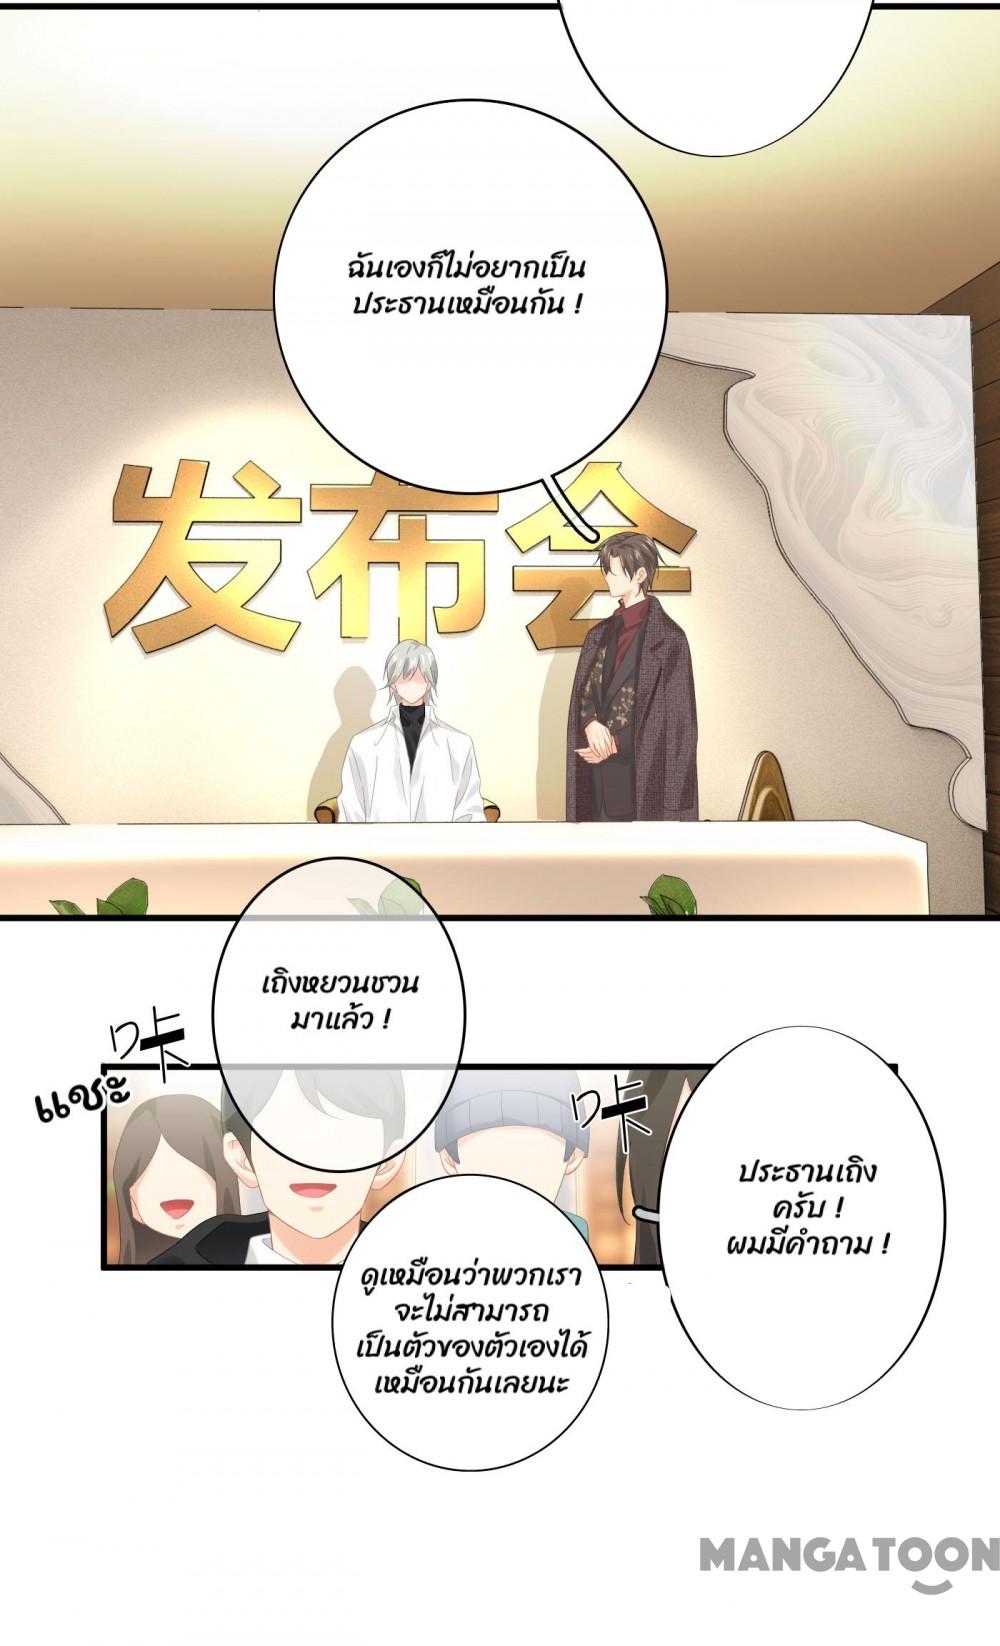 ฉันเองก็ไม่อยากเป็น
ประธานเหมือนกัน !
发布会
เถิงหยวนชวน
มาแล้ว !
咔
แชะ
咔
ประธานเถิง
ครับ !
ผมมีคำถาม !
ดูเหมือนว่าพวกเรา
จะไม่สามารถ
เป็นตัวของตัวเองได้
เหมือนกันเลยนะ
MANGATOON